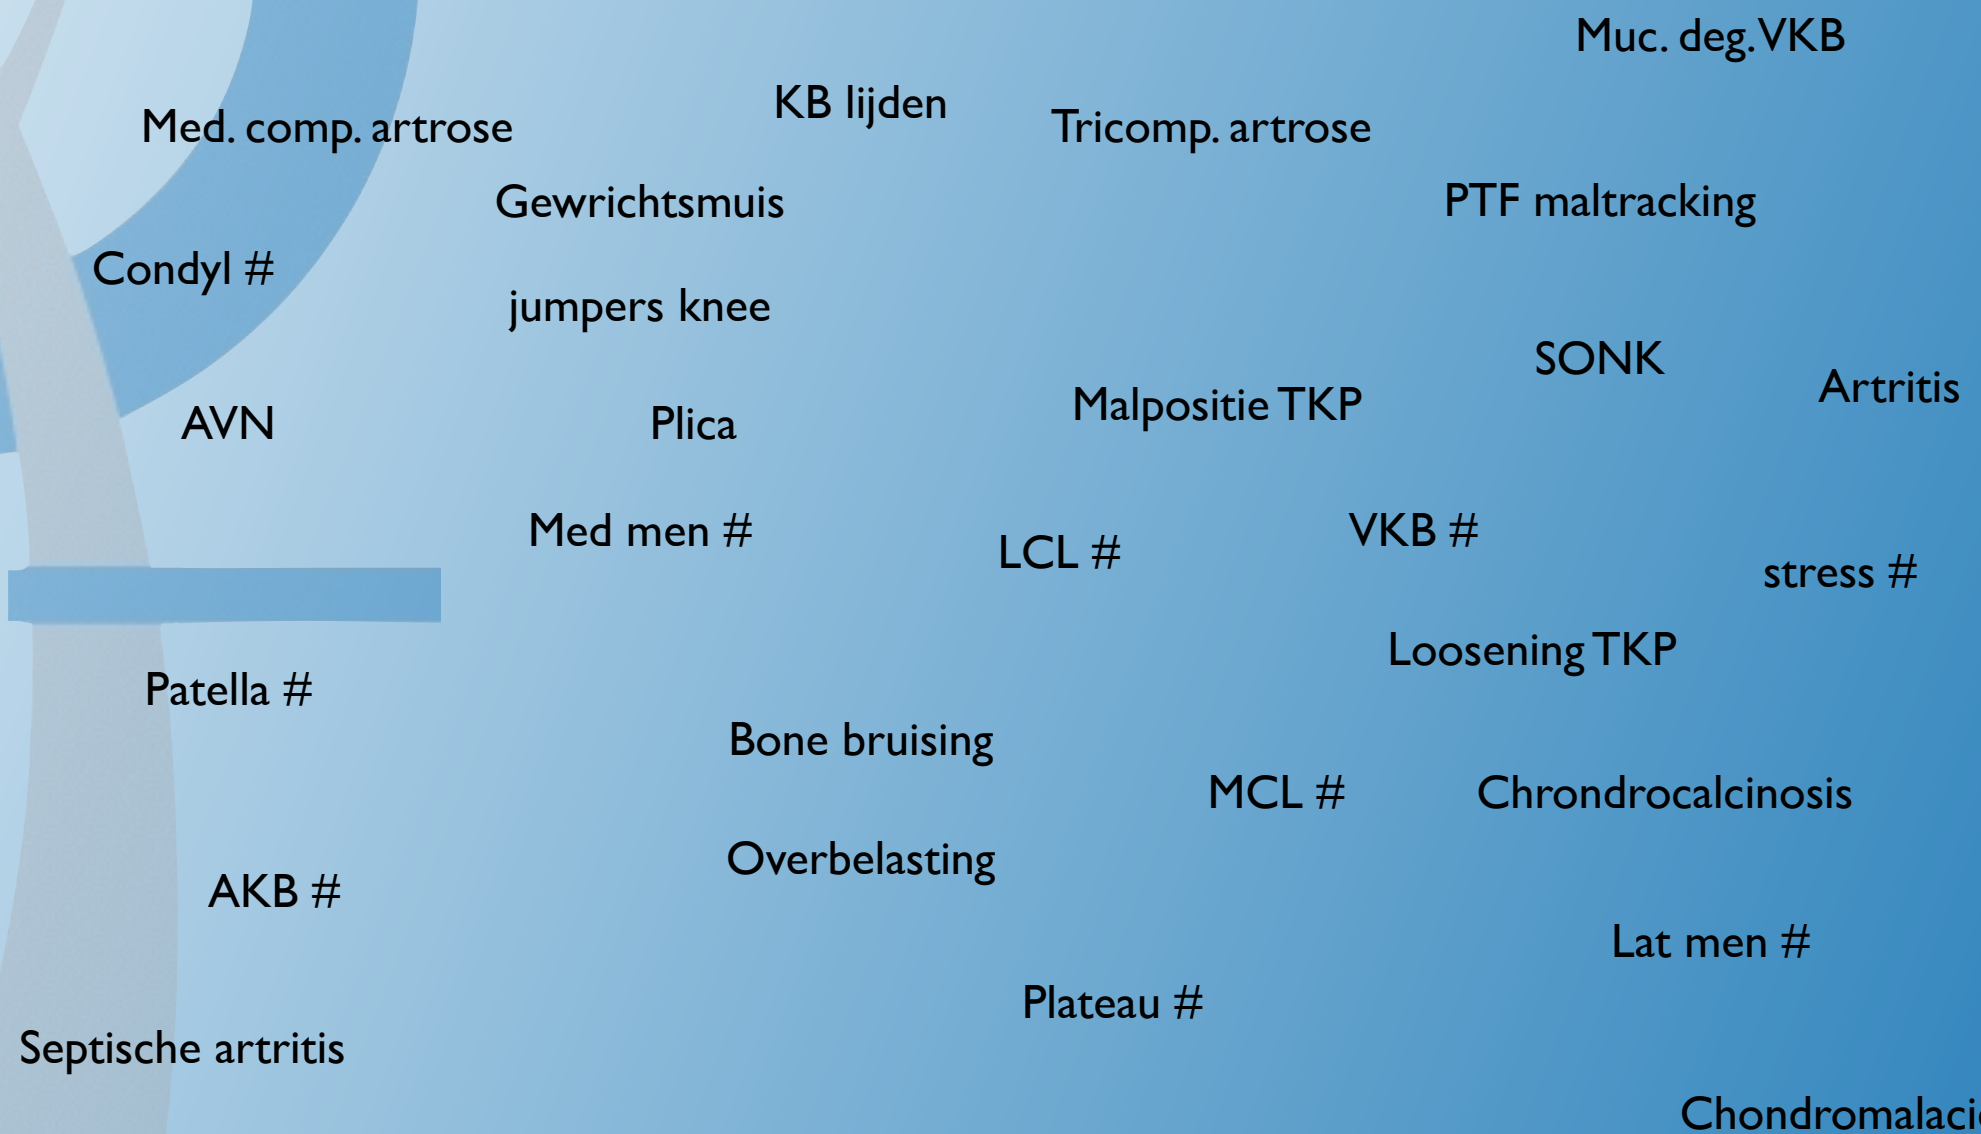 Muc. deg. VKB
KB lijden
Med. comp. artrose
Tricomp. artrose
Gewrichtsmuis
PTF maltracking
Condyl #
jumpers knee
SONK
Artritis
Malpositie TKP
AVN
Plica
Med men #
VKB #
LCL #
stress #
Loosening TKP
Patella #
Bone bruising
MCL #
Chrondrocalcinosis
Overbelasting
AKB #
Lat men #
Plateau #
Septische artritis